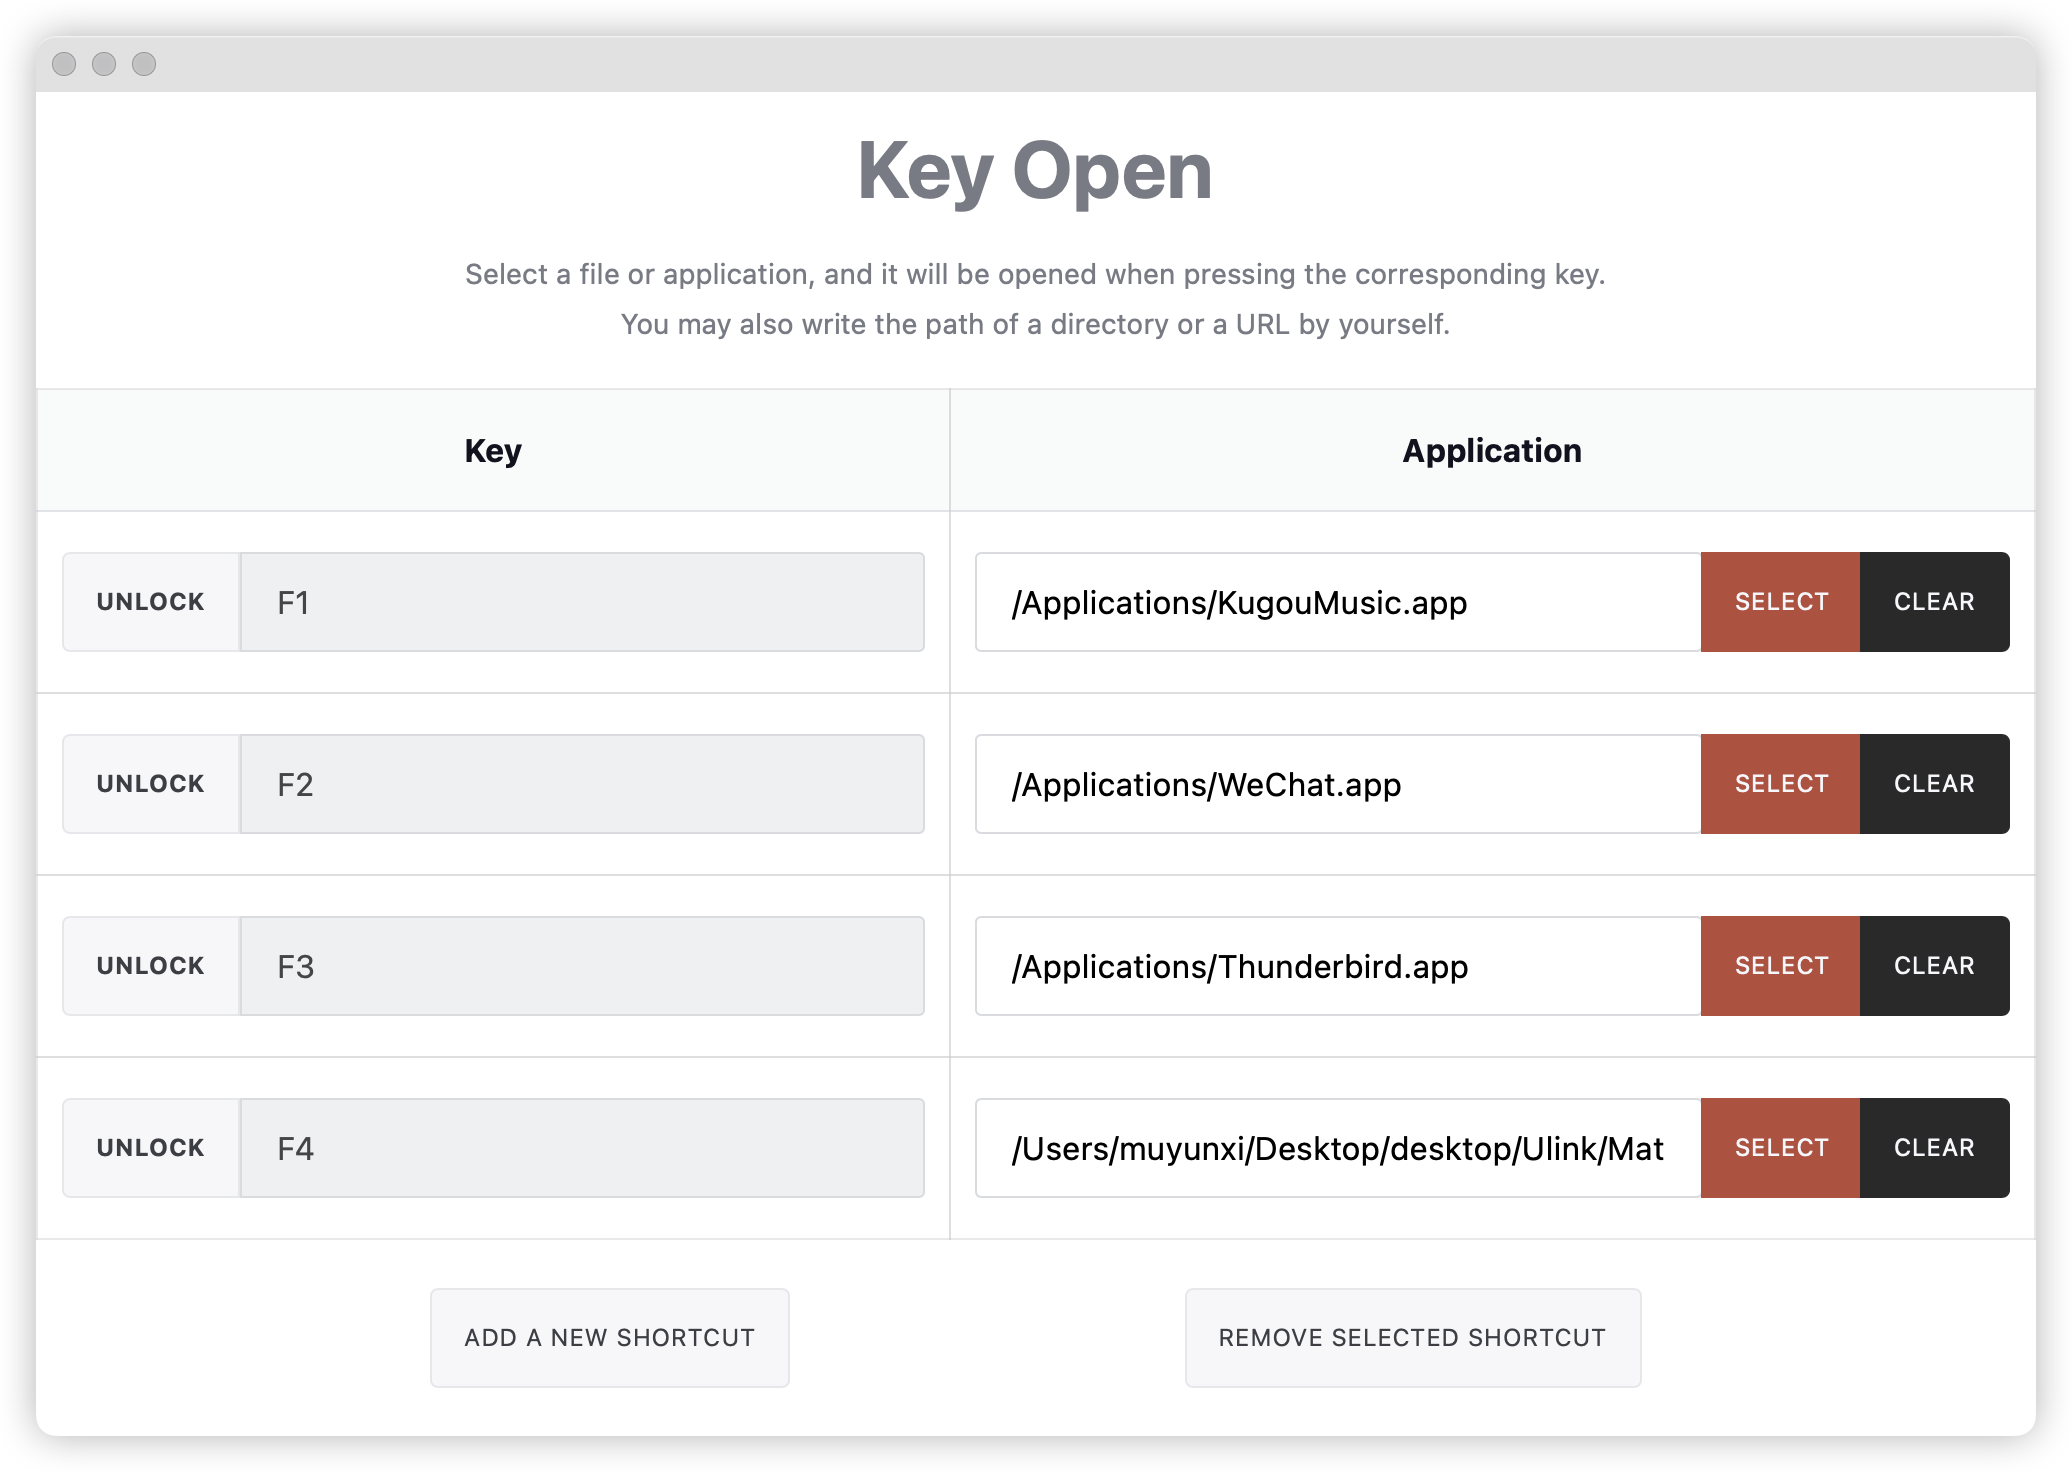 Key Open
Select a file or application, and it will be opened when pressing the corresponding key.
You may also write the path of a directory or a URL by yourself.
Key Application
UNLOCK F1 /Applications/KugouMusic.app SELECT CLEAR
UNLOCK F2 /Applications/WeChat.app SELECT CLEAR
UNLOCK F3 /Applications/Thunderbird.app SELECT CLEAR
UNLOCK F4 /Users/muyunxi/Desktop/desktop/Ulink/Mat SELECT CLEAR
ADD A NEW SHORTCUT REMOVE SELECTED SHORTCUT